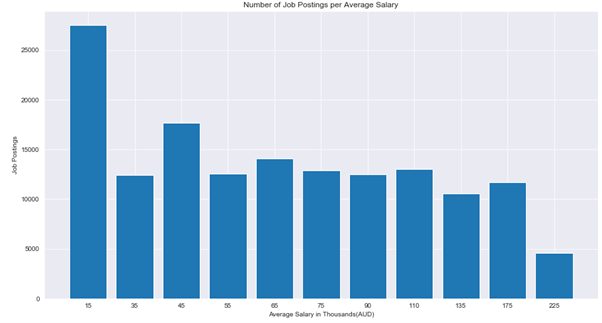 Number of Job Postings per Average Salary
25000
20000
15000
10000
5000
0
Job Postings
15 35 45 55 65 75 90 110 135 175 225
Average Salary in Thousands(AUD)